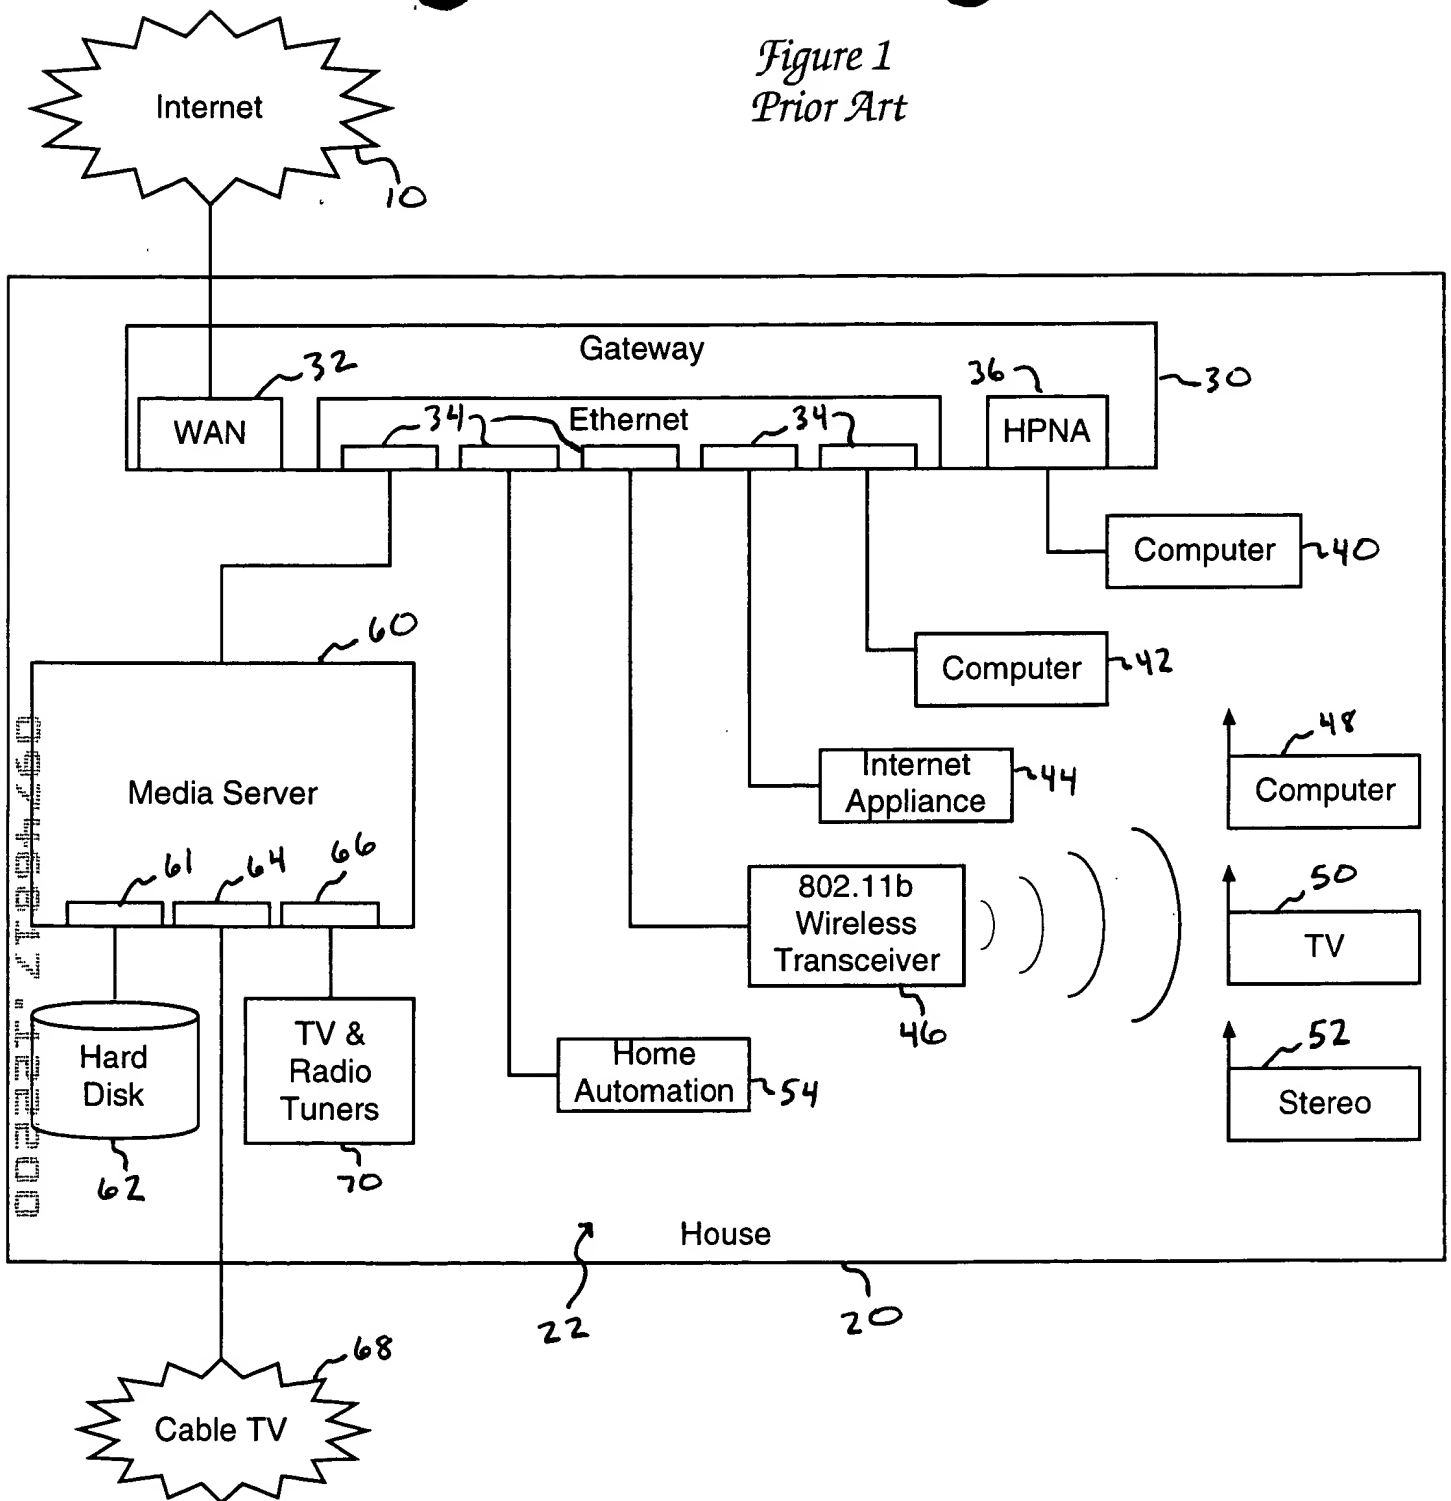 Figure 1
Prior Art
Internet
10
Gateway
32
36
30
34
Ethernet
34
WAN
HPNA
Computer
40
60
Computer
42
48
Internet
Appliance
44
Computer
Media Server
61
64
66
50
802.11b
Wireless
Transceiver
TV
46
52
Hard
Disk
TV &
Radio
Tuners
Home
Automation
54
Stereo
62
70
House
22
20
68
Cable TV